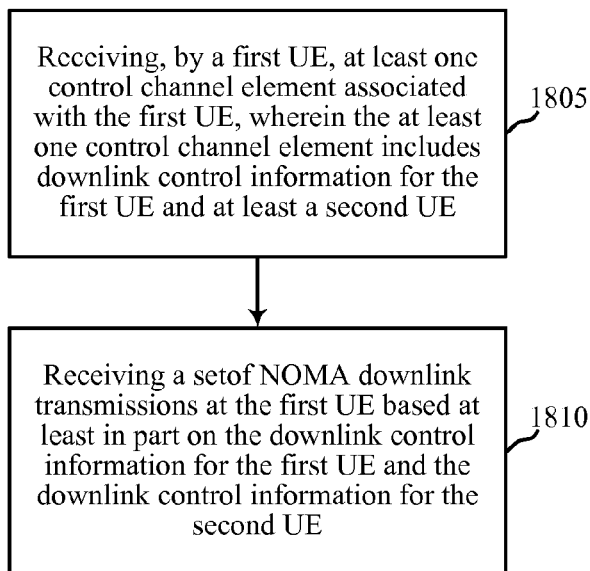 Receiving, by a first UE, at least one
control channel element associated
with the first UE, wherein the at least
one control channel element includes
downlink control information for the
first UE and at least a second UE
1805
Receiving a setof NOMA downlink
transmissions at the first UE based at
least in part on the downlink control
information for the first UE and the
downlink control information for the
second UE
1810